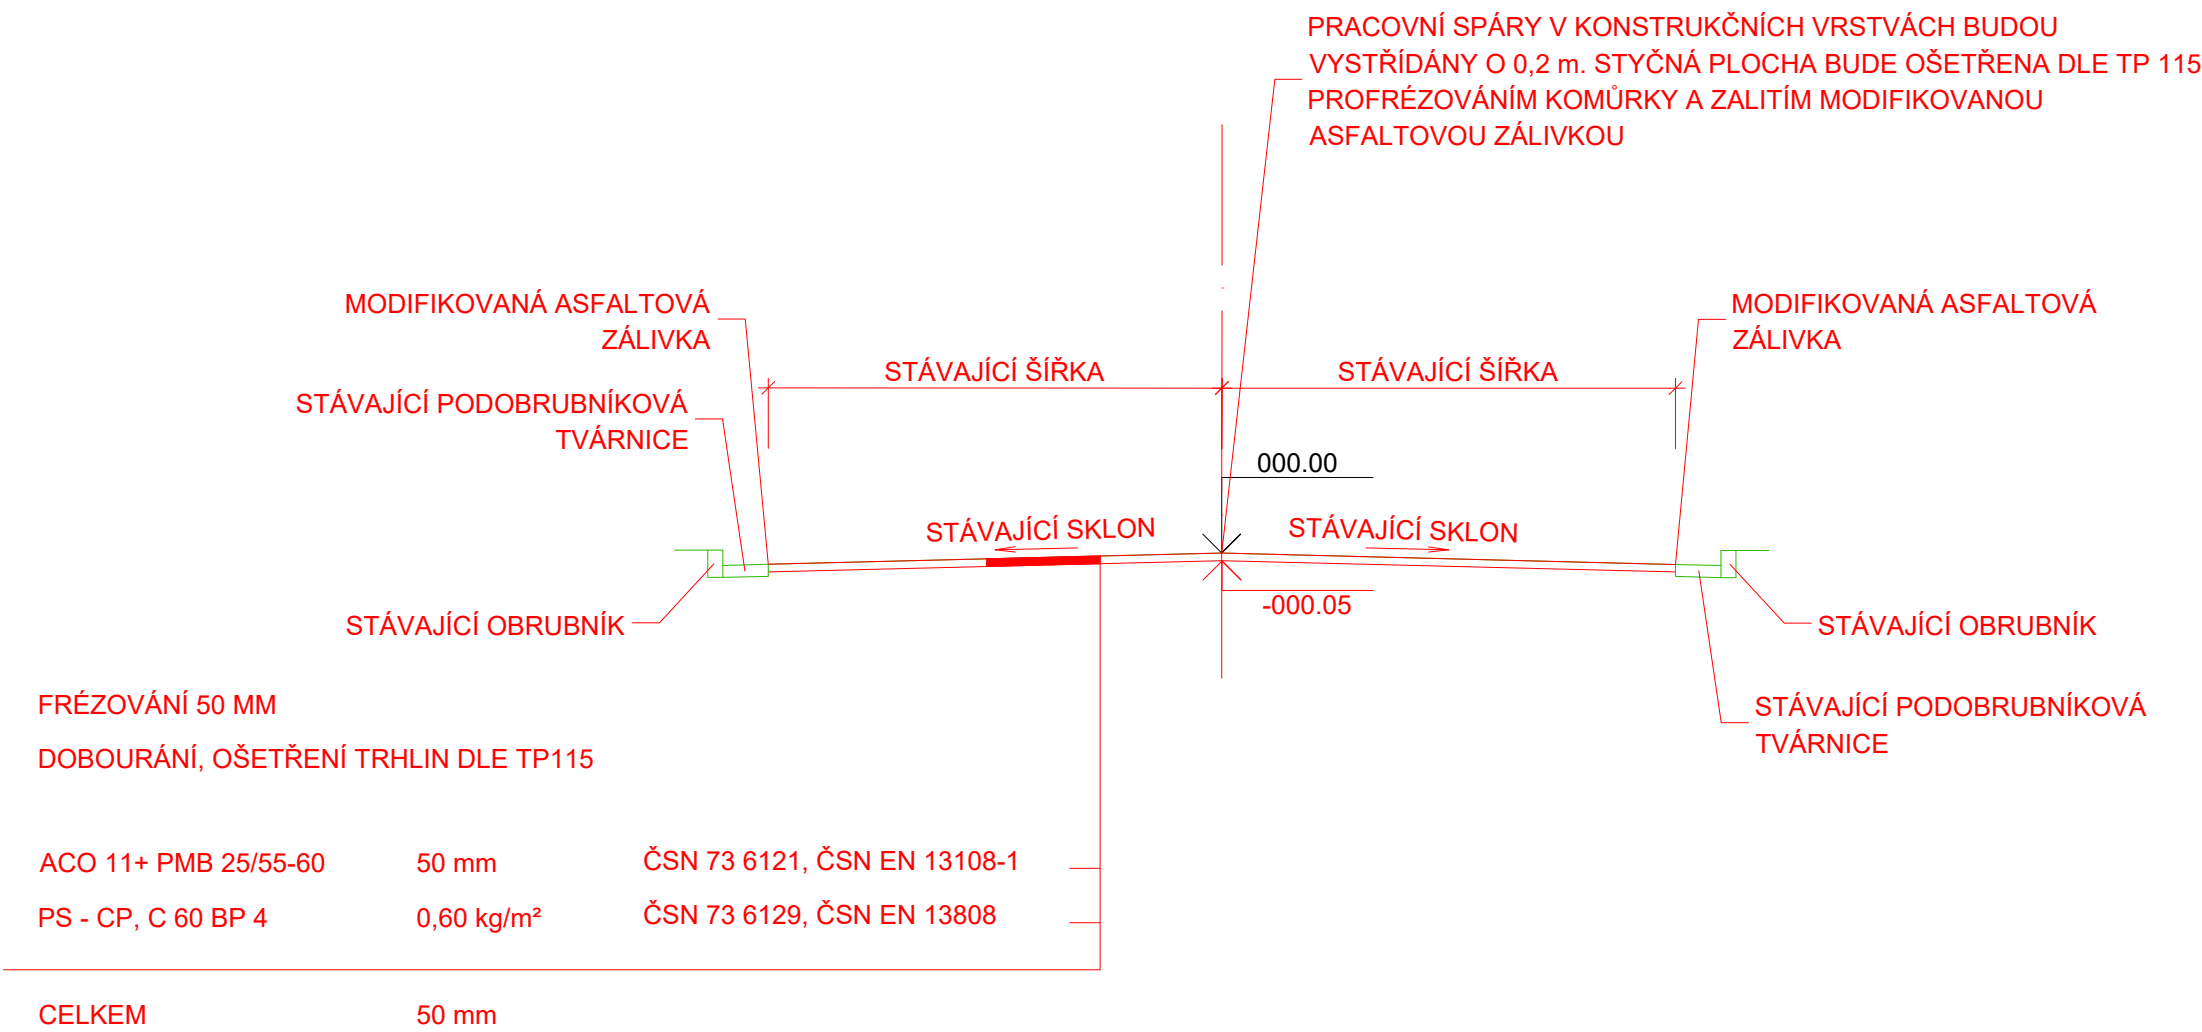 PRACOVNÍ SPÁRY V KONSTRUKČNÍCH VRSTVÁCH BUDOU
VYSTŘÍDÁNY O 0,2 m. STYČNÁ PLOCHA BUDE OŠETŘENA DLE TP 115
PROFRÉZOVÁNÍM KOMŮRKY A ZALITÍM MODIFIKOVANOU
ASFALTOVOU ZÁLIVKOU
MODIFIKOVANÁ ASFALTOVÁ
ZÁLIVKA
MODIFIKOVANÁ ASFALTOVÁ
ZÁLIVKA
STÁVAJÍCÍ ŠÍŘKA
STÁVAJÍCÍ ŠÍŘKA
STÁVAJÍCÍ PODOBRUBNÍKOVÁ
TVÁRNICE
000.00
STÁVAJÍCÍ SKLON
STÁVAJÍCÍ SKLON
-000.05
STÁVAJÍCÍ OBRUBNÍK
STÁVAJÍCÍ OBRUBNÍK
STÁVAJÍCÍ PODOBRUBNÍKOVÁ
TVÁRNICE
FRÉZOVÁNÍ 50 MM
DOBOURÁNÍ, OŠETŘENÍ TRHLIN DLE TP115
ACO 11+ PMB 25/55-60 50 mm ČSN 73 6121, ČSN EN 13108-1
PS - CP, C 60 BP 4 0,60 kg/m² ČSN 73 6129, ČSN EN 13808
CELKEM 50 mm